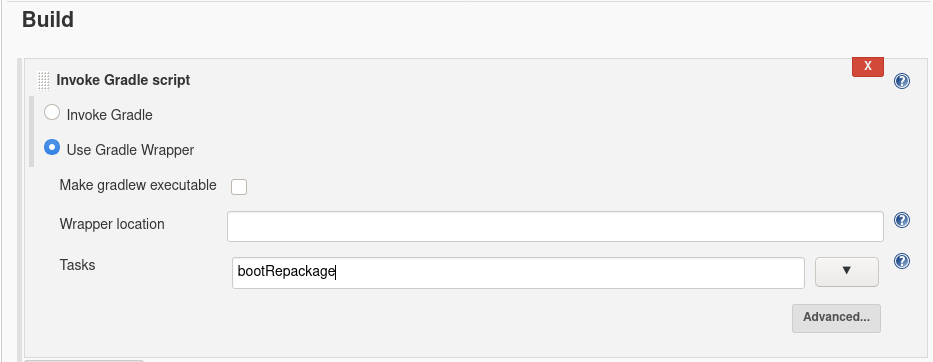 Build
Invoke Gradle script
X
?
Invoke Gradle
Use Gradle Wrapper
Make gradlew executable
Wrapper location
?
Tasks
bootRepackage
▼
?
Advanced...